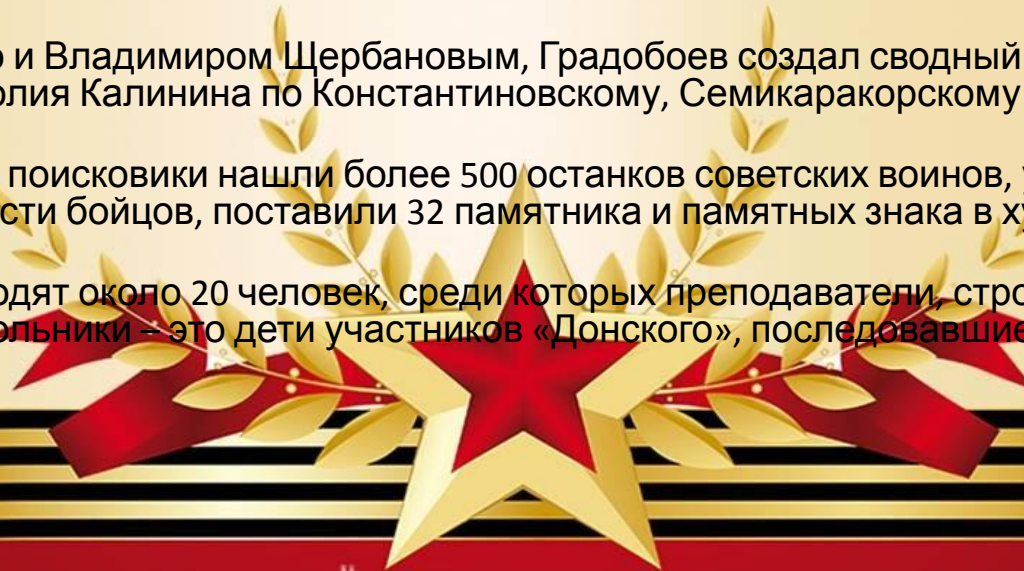 и Владимиром Щербановым, Градобоев создал сводный
олия Калинина по Константиновскому, Семикаракорскому
поисковики нашли более 500 останков советских воинов,
сти бойцов, поставили 32 памятника и памятных знака в
одят около 20 человек, среди которых преподаватели, стро
ольники – это дети участников «Донского», последовавшие